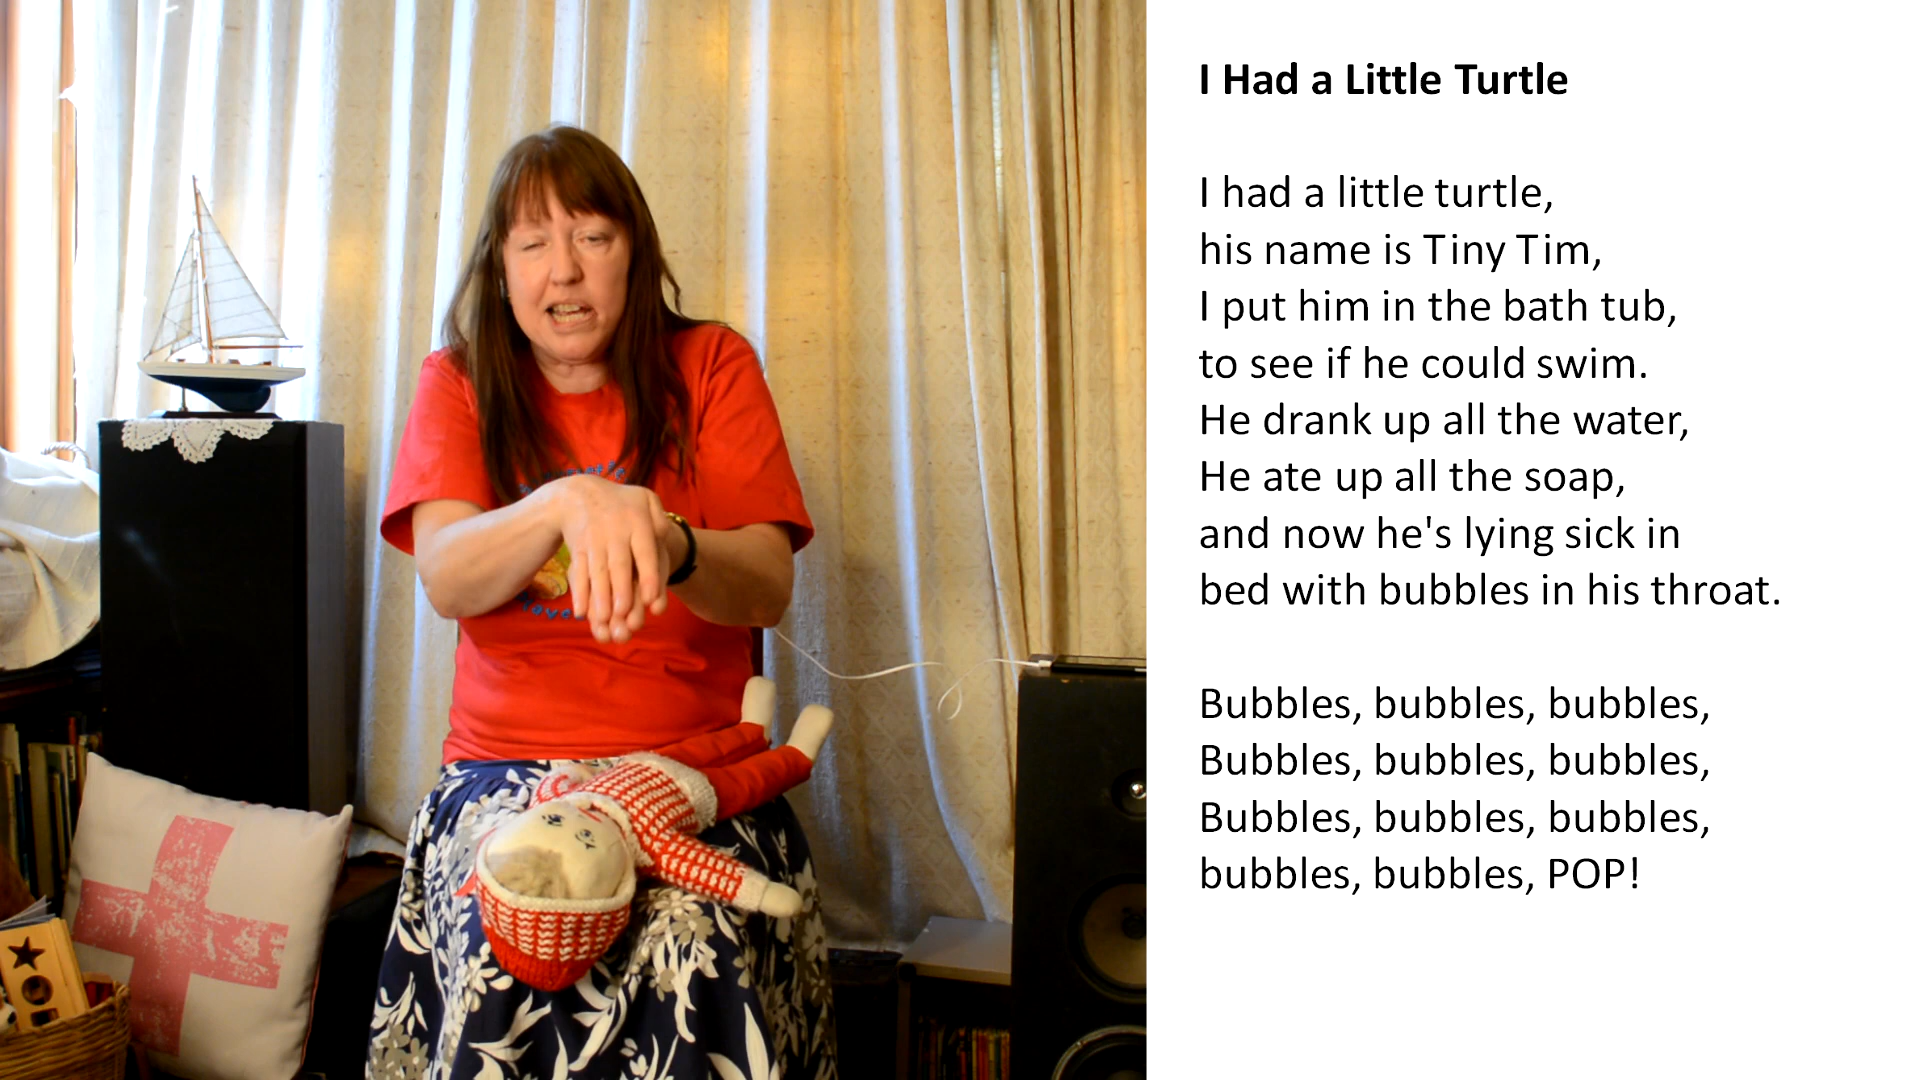 I Had a Little Turtle
I had a little turtle,
his name is Tiny Tim,
I put him in the bath tub,
to see if he could swim.
He drank up all the water,
He ate up all the soap,
and now he's lying sick in
bed with bubbles in his throat.
Bubbles, bubbles, bubbles,
Bubbles, bubbles, bubbles,
Bubbles, bubbles, bubbles,
bubbles, bubbles, POP!